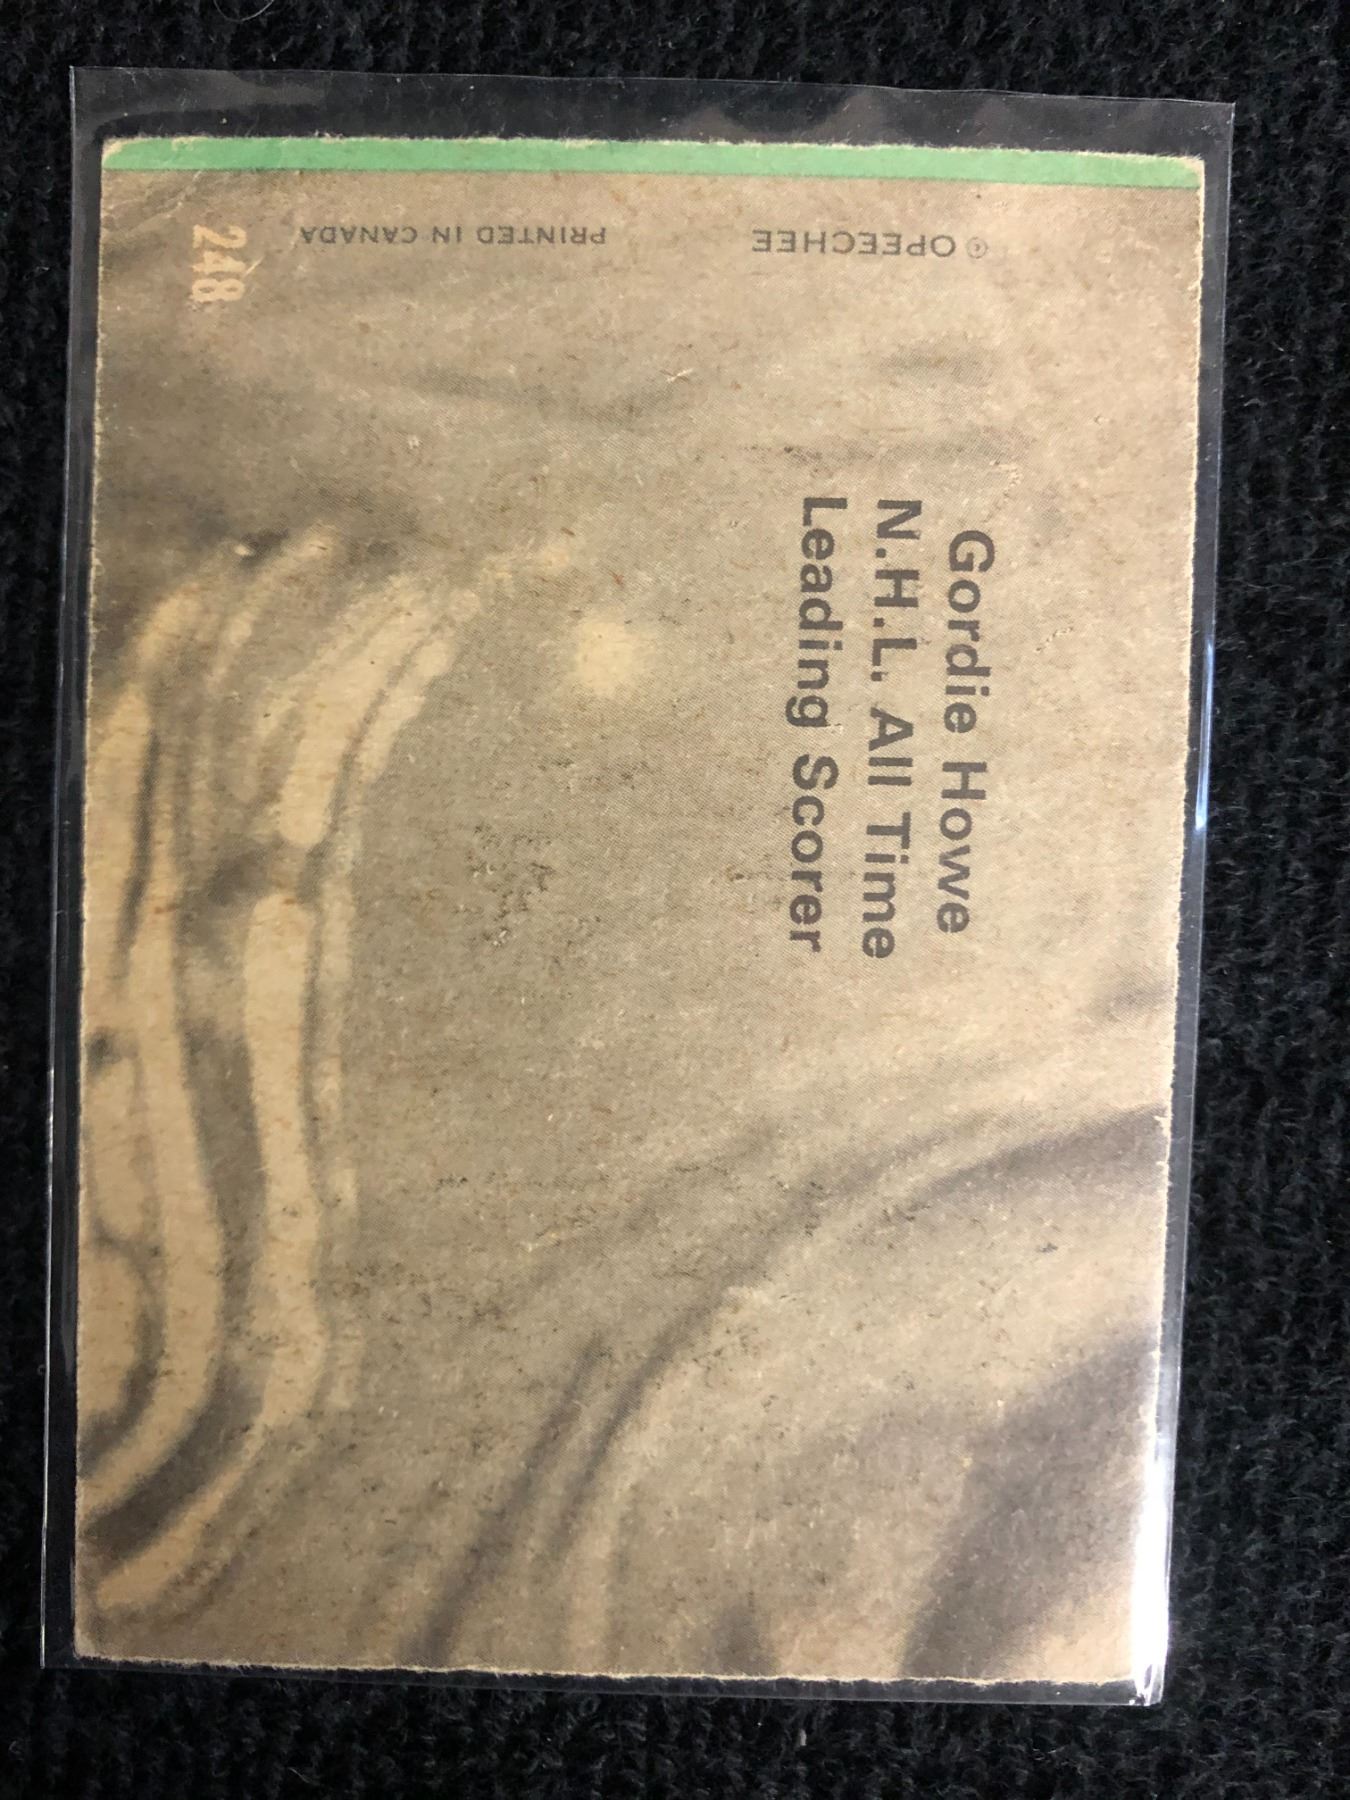 Gordie Howe
N.H.L. All Time
Leading Scorer
248
PRINTED IN CANADA
© OPEECHEE